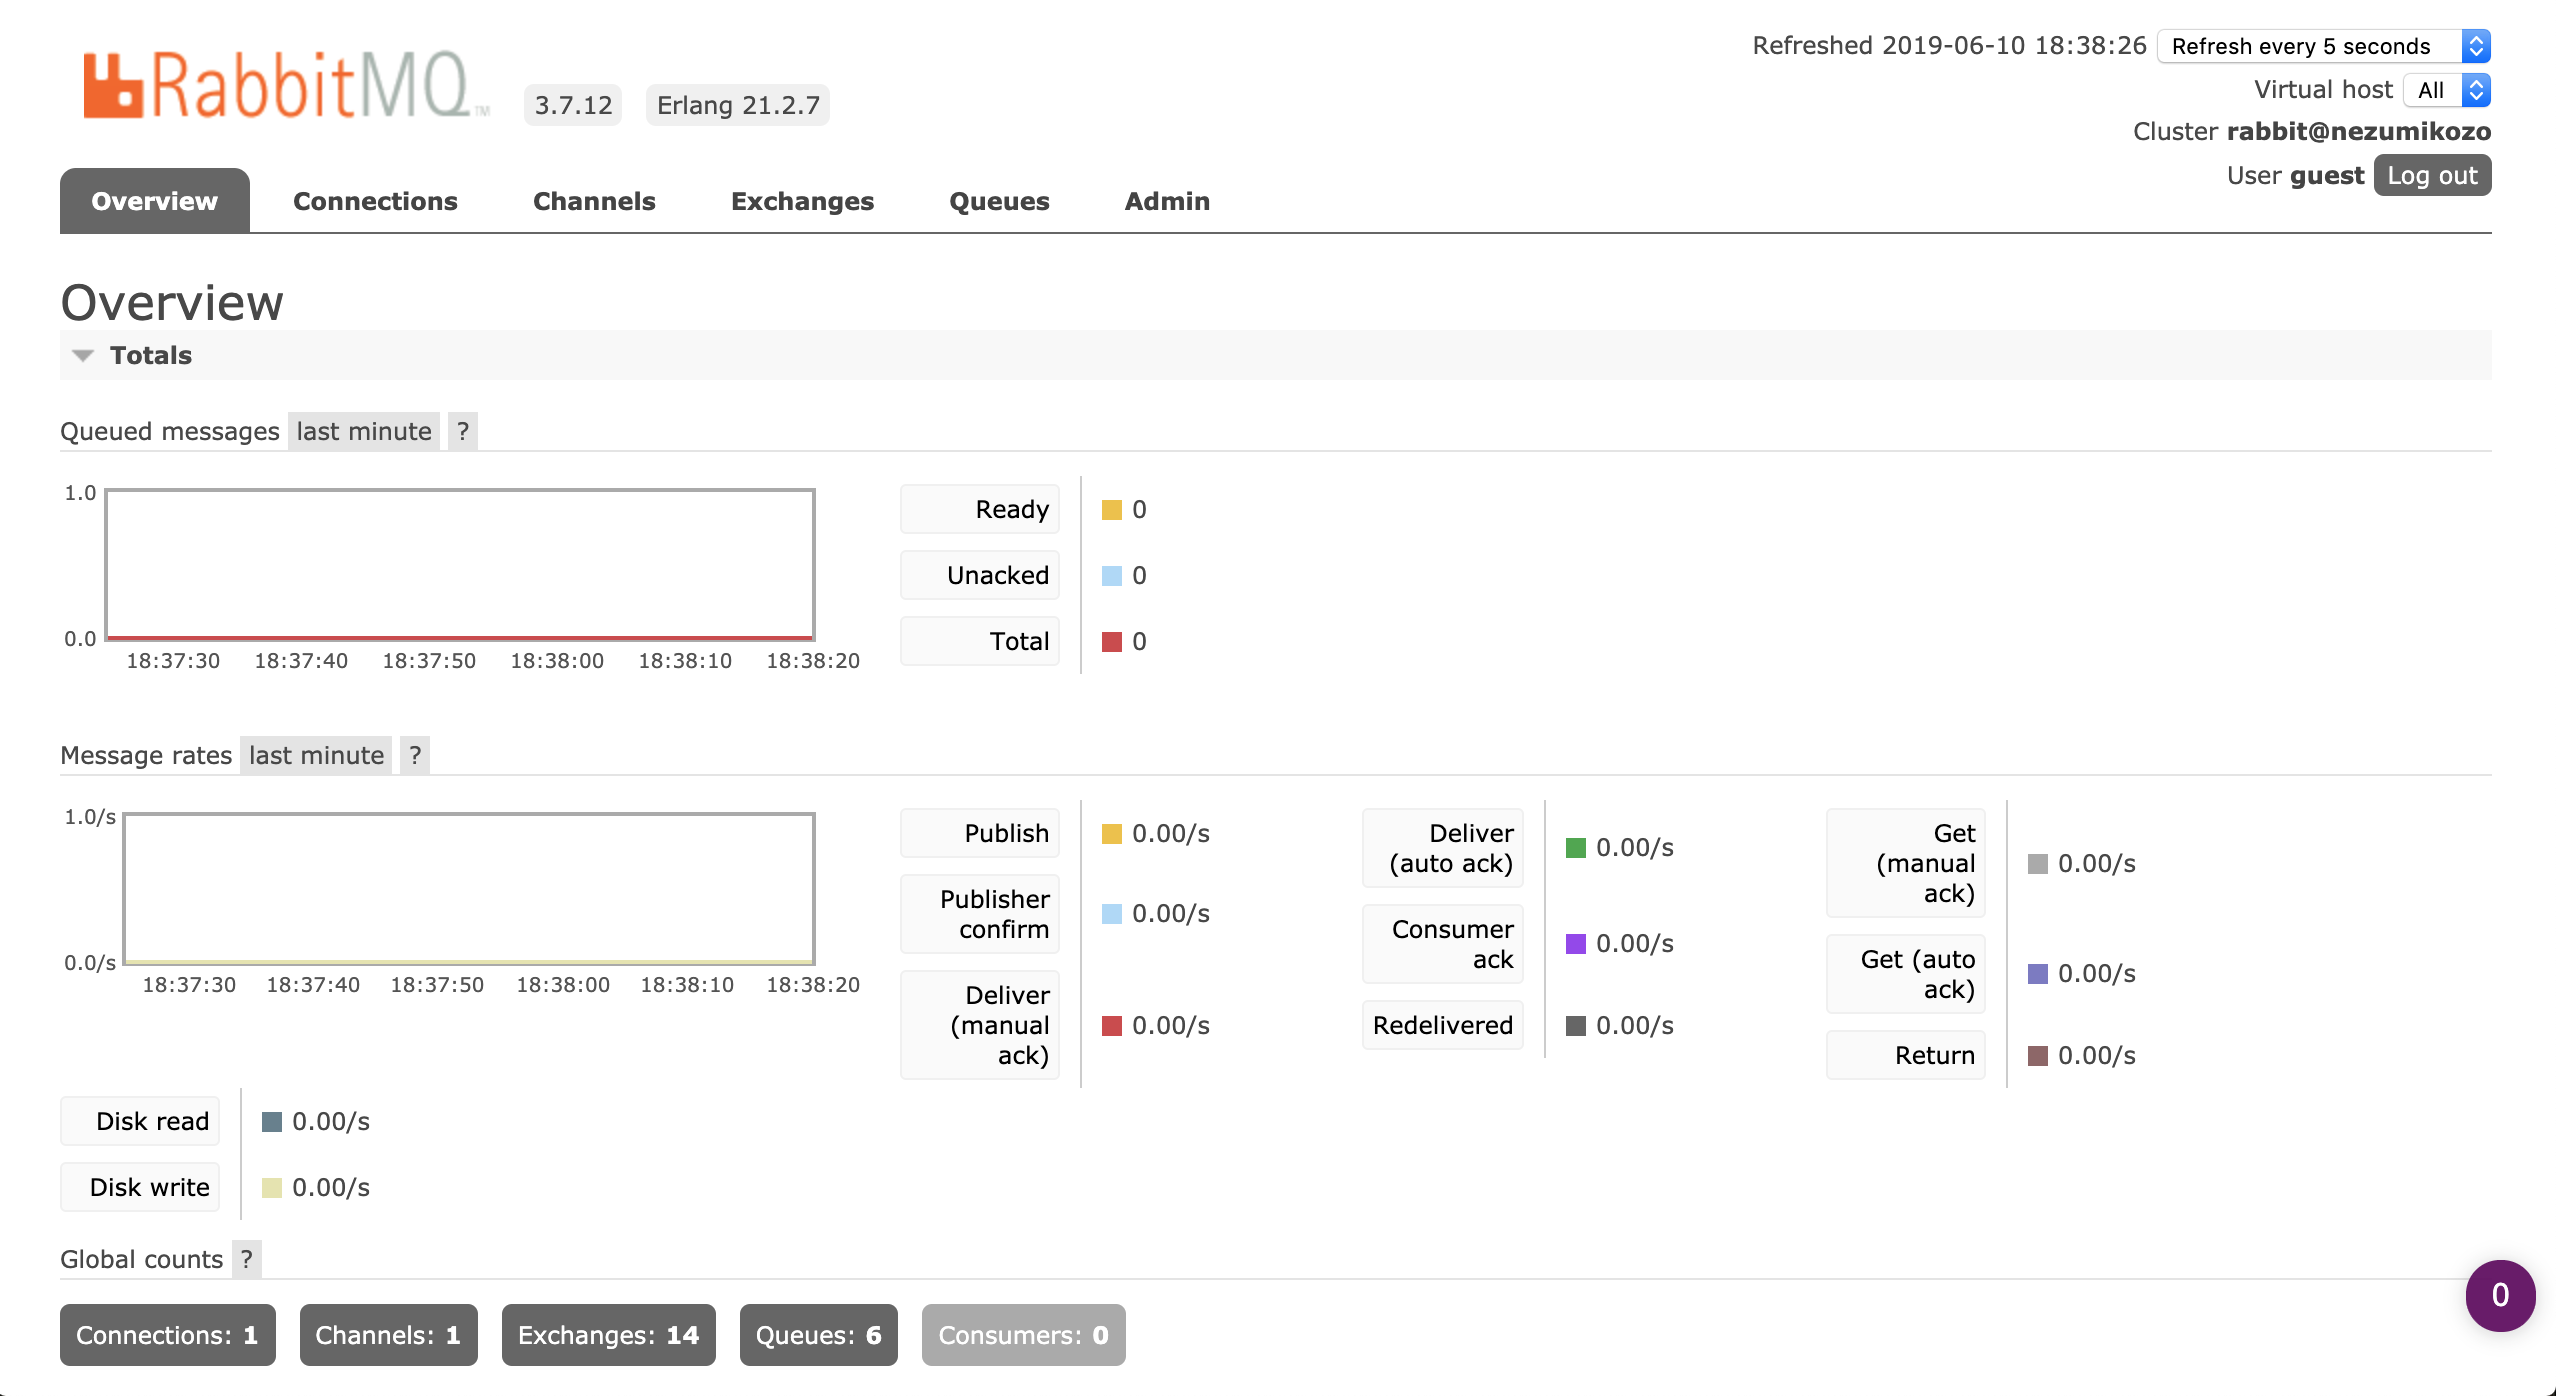 RabbitMQ™ 3.7.12 Erlang 21.2.7
Refreshed 2019-06-10 18:38:26 Refresh every 5 seconds
Virtual host All
Cluster rabbit@nezumikozo
User guest Log out
Overview Connections Channels Exchanges Queues Admin
Overview
Totals
Queued messages last minute ?
1.0
0.0
18:37:30 18:37:40 18:37:50 18:38:00 18:38:10 18:38:20
Ready 0
Unacked 0
Total 0
Message rates last minute ?
1.0/s
0.0/s
18:37:30 18:37:40 18:37:50 18:38:00 18:38:10 18:38:20
Publish 0.00/s
Publisher
confirm 0.00/s
Deliver
(manual 0.00/s
ack)
Deliver
(auto ack) 0.00/s
Consumer
ack 0.00/s
Redelivered 0.00/s
Get
(manual 0.00/s
ack)
Get (auto
ack) 0.00/s
Return 0.00/s
Disk read 0.00/s
Disk write 0.00/s
Global counts ?
Connections: 1 Channels: 1 Exchanges: 14 Queues: 6 Consumers: 0
0